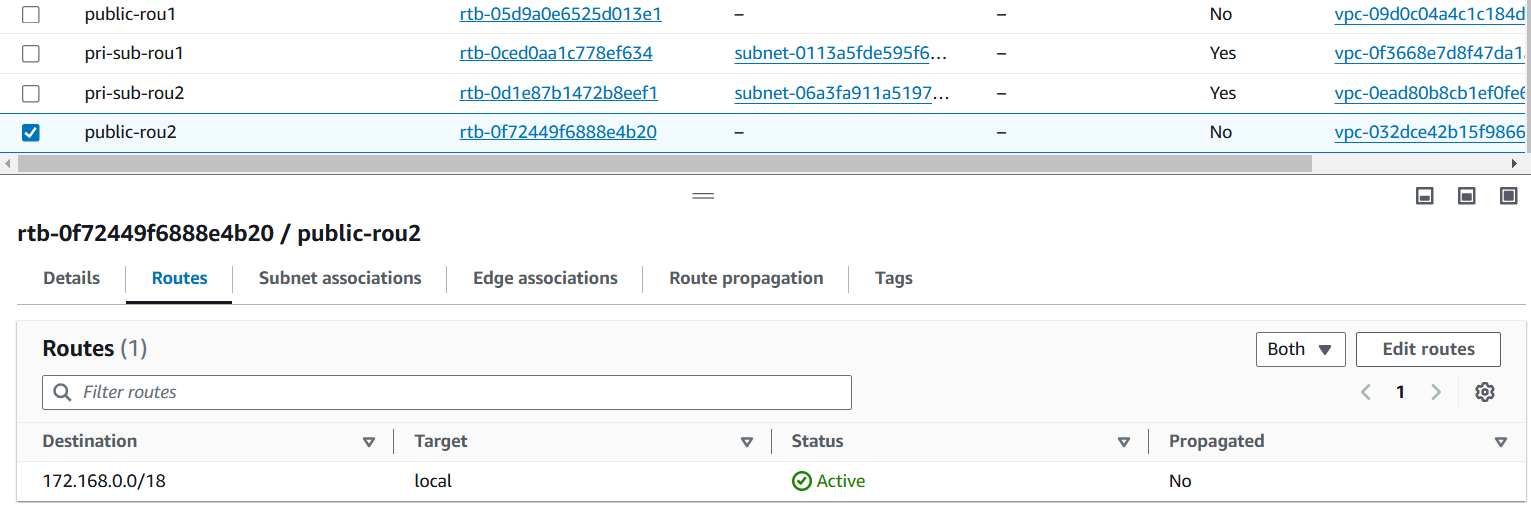 public-rou1 rtb-05d9a0e6525d013e1 – – No vpc-09d0c04a4c1c184d
pri-sub-rou1 rtb-0ced0aa1c778ef634 subnet-0113a5fde595f6... – Yes vpc-0f3668e7d8f47da1
pri-sub-rou2 rtb-0d1e87b1472b8eef1 subnet-06a3fa911a5197... – Yes vpc-0ead80b8cb1ef0fe6
public-rou2 rtb-0f72449f6888e4b20 – – No vpc-032dce42b15f9866
rtb-0f72449f6888e4b20 / public-rou2
Details Routes Subnet associations Edge associations Route propagation Tags
Routes (1) Both Edit routes
Filter routes 1
Destination Target Status Propagated
172.168.0.0/18 local Active No